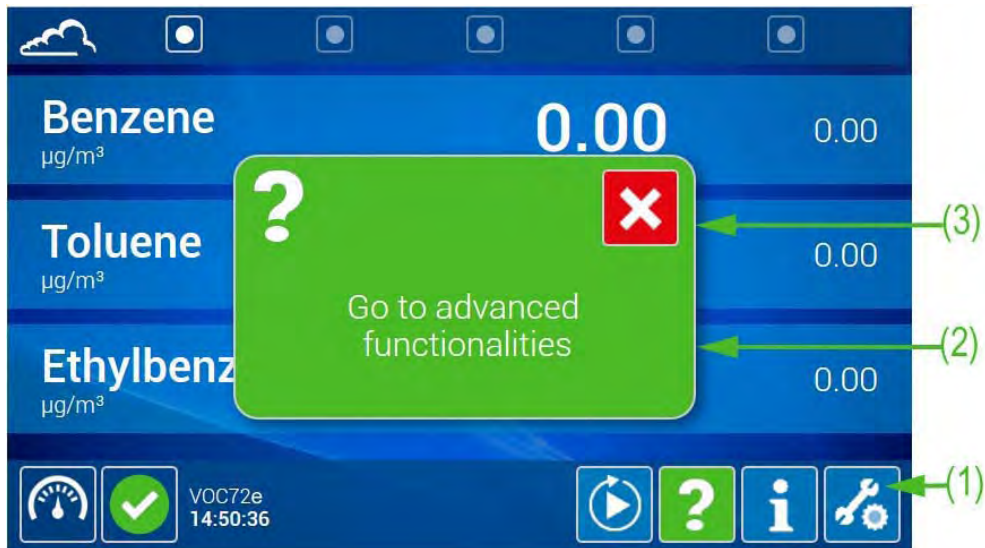 Benzene
µg/m³
0.00
0.00
Toluene
µg/m³
0.00
Ethylbenz
µg/m³
0.00
?
Go to advanced
functionalities
(3)
(2)
VOC72e
14:50:36
?
i
(1)